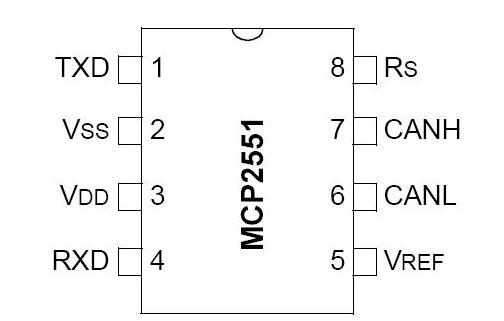 TXD 1 8 RS
VSS 2 7 CANH
VDD 3 6 CANL
RXD 4 5 VREF
MCP2551